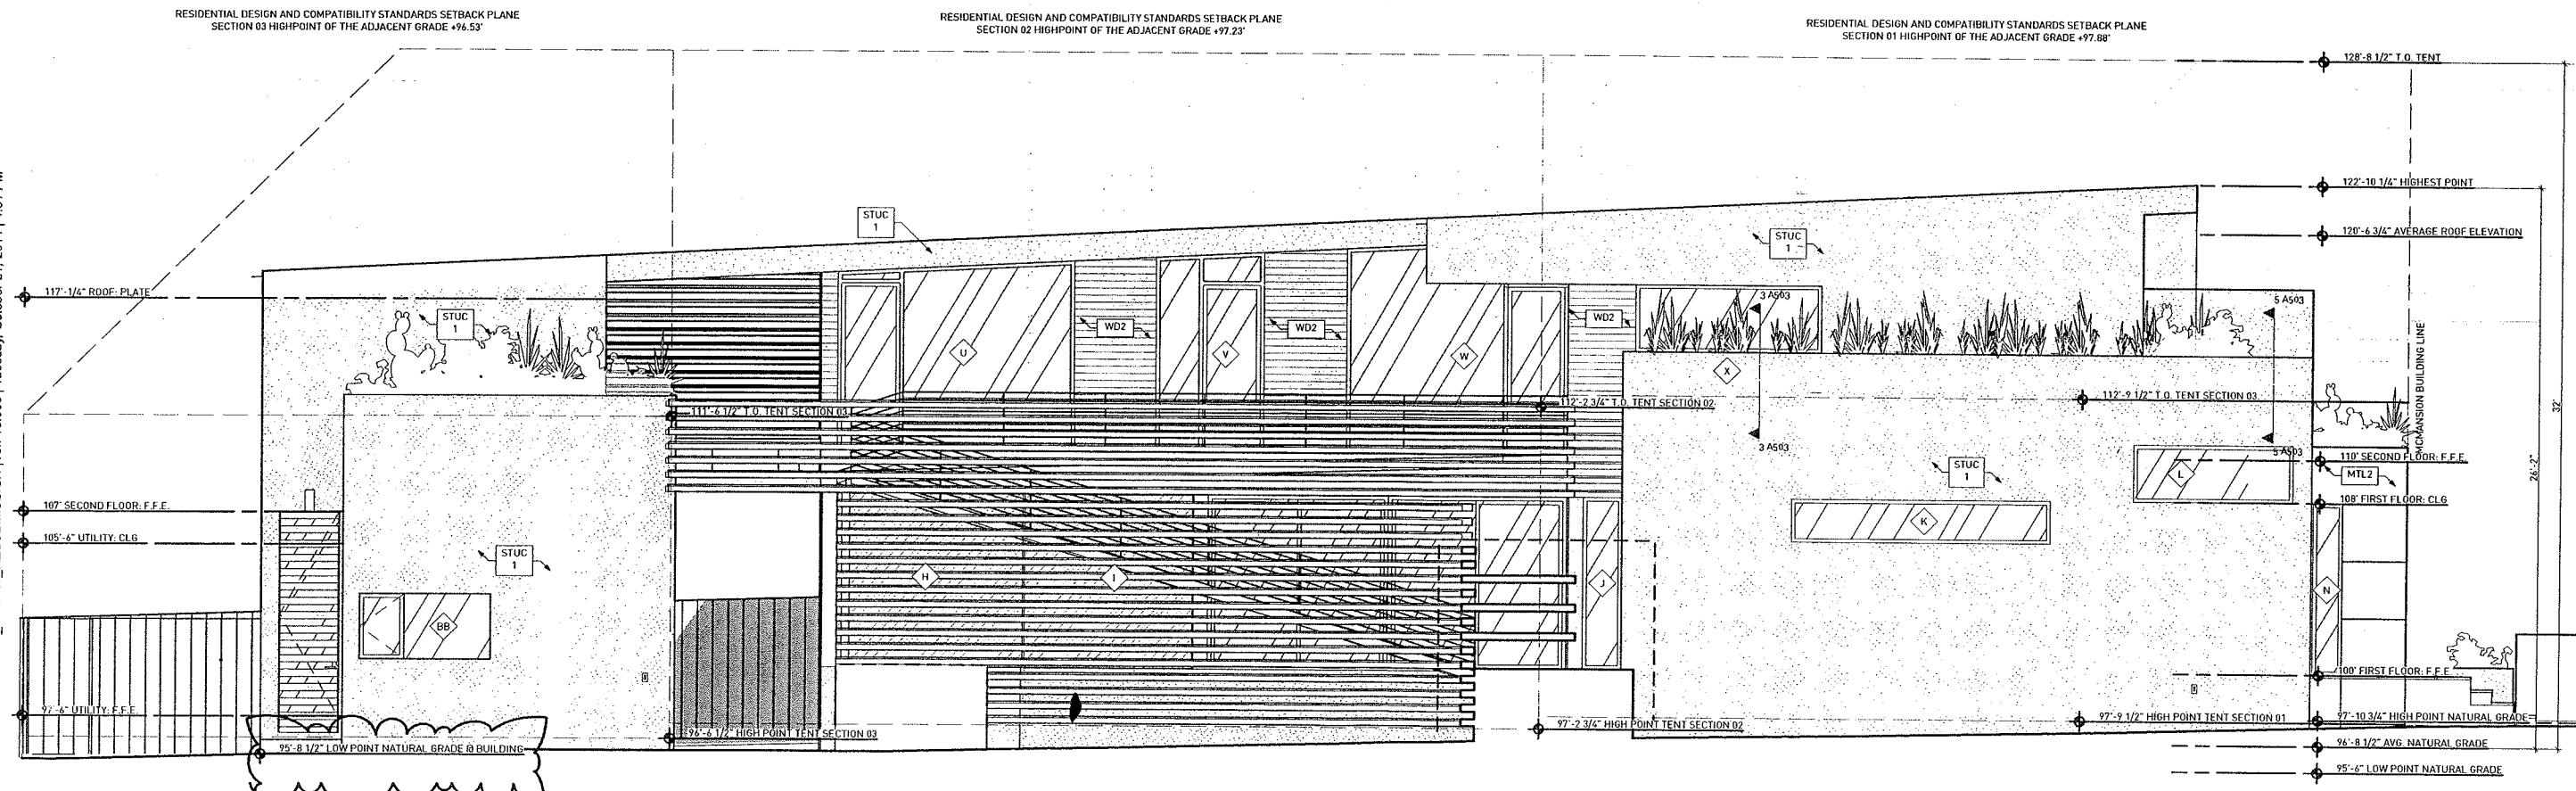 RESIDENTIAL DESIGN AND COMPATIBILITY STANDARDS SETBACK PLANE
SECTION 03 HIGHPOINT OF THE ADJACENT GRADE +96.53'
RESIDENTIAL DESIGN AND COMPATIBILITY STANDARDS SETBACK PLANE
SECTION 02 HIGHPOINT OF THE ADJACENT GRADE +97.23'
RESIDENTIAL DESIGN AND COMPATIBILITY STANDARDS SETBACK PLANE
SECTION 01 HIGHPOINT OF THE ADJACENT GRADE +97.88'
128'-8 1/2" T.O. TENT
122'-10 1/4" HIGHEST POINT
STUC
1
STUC
1
120'-6 3/4" AVERAGE ROOF ELEVATION
117'-1/4" ROOF: PLATE
STUC
1
WD2
WD2
WD2
3 A503
5 A503
U
V
W
X
MCMANSION BUILDING LINE
32'
26'-2"
111'-6 1/2" T.O. TENT SECTION 03
112'-2 3/4" T.O. TENT SECTION 02
112'-9 1/2" T.O. TENT SECTION 03
3 A503
5 A503
110' SECOND FLOOR: F.F.E.
STUC
1
L
MTL2
107' SECOND FLOOR: F.F.E.
108' FIRST FLOOR: CLG
K
105'-6" UTILITY: CLG
STUC
1
H
I
J
N
BB
100' FIRST FLOOR: F.F.E.
97'-6" UTILITY: F.F.E.
96'-6 1/2" HIGH POINT TENT SECTION 03
97'-2 3/4" HIGH POINT TENT SECTION 02
97'-9 1/2" HIGH POINT TENT SECTION 01
97'-10 3/4" HIGH POINT NATURAL GRADE
95'-8 1/2" LOW POINT NATURAL GRADE @ BUILDING
96'-8 1/2" AVG. NATURAL GRADE
95'-6" LOW POINT NATURAL GRADE